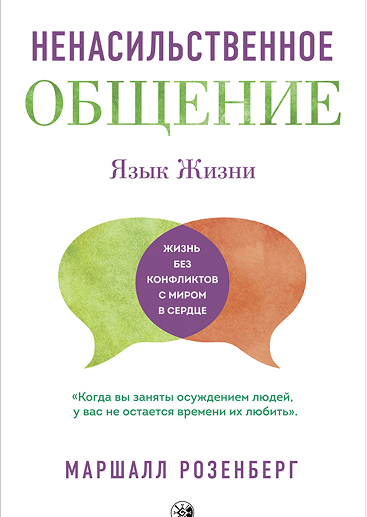 НЕНАСИЛЬСТВЕННОЕ
ОБЩЕНИЕ
Язык Жизни
ЖИЗНЬ
БЕЗ
КОНФЛИКТОВ
С МИРОМ
В СЕРДЦЕ
«Когда вы заняты осуждением людей,
у вас не остается времени их любить».
МАРШАЛЛ РОЗЕНБЕРГ